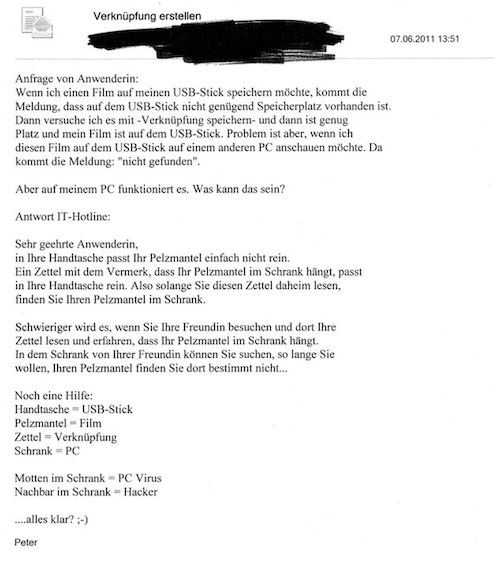 Verknüpfung erstellen
07.06.2011 13:51
Anfrage von Anwenderin:
Wenn ich einen Film auf meinen USB-Stick speichern möchte, kommt die
Meldung, dass auf dem USB-Stick nicht genügend Speicherplatz vorhanden ist.
Dann versuche ich es mit -Verknüpfung speichern- und dann ist genug
Platz und mein Film ist auf dem USB-Stick. Problem ist aber, wenn ich
diesen Film auf dem USB-Stick auf einem anderen PC anschauen möchte. Da
kommt die Meldung: "nicht gefunden".
Aber auf meinem PC funktioniert es. Was kann das sein?
Antwort IT-Hotline:
Sehr geehrte Anwenderin,
in Ihre Handtasche passt Ihr Pelzmantel einfach nicht rein.
Ein Zettel mit dem Vermerk, dass Ihr Pelzmantel im Schrank hängt, passt
in Ihre Handtasche rein. Also solange Sie diesen Zettel daheim lesen,
finden Sie Ihren Pelzmantel im Schrank.
Schwieriger wird es, wenn Sie Ihre Freundin besuchen und dort Ihre
Zettel lesen und erfahren, dass Ihr Pelzmantel im Schrank hängt.
In dem Schrank von Ihrer Freundin können Sie suchen, so lange Sie
wollen, Ihren Pelzmantel finden Sie dort bestimmt nicht...
Noch eine Hilfe:
Handtasche = USB-Stick
Pelzmantel = Film
Zettel = Verknüpfung
Schrank = PC
Motten im Schrank = PC Virus
Nachbar im Schrank = Hacker
....alles klar? ;-)
Peter